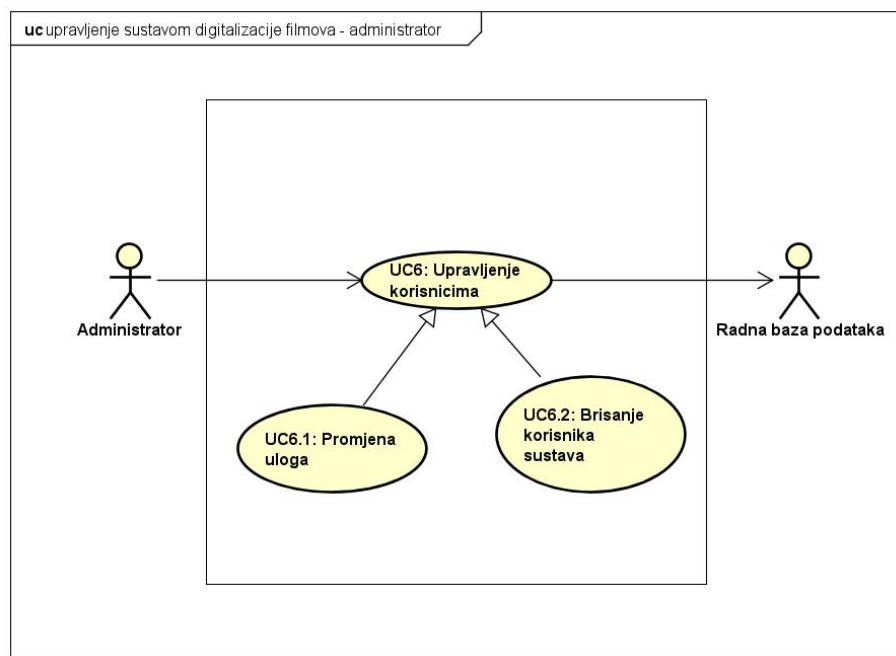 uc upravljenje sustavom digitalizacije filmova - administrator
UC6: Upravljenje
korisnicima
Administrator
Radna baza podataka
UC6.1: Promjena
uloga
UC6.2: Brisanje
korisnika
sustava